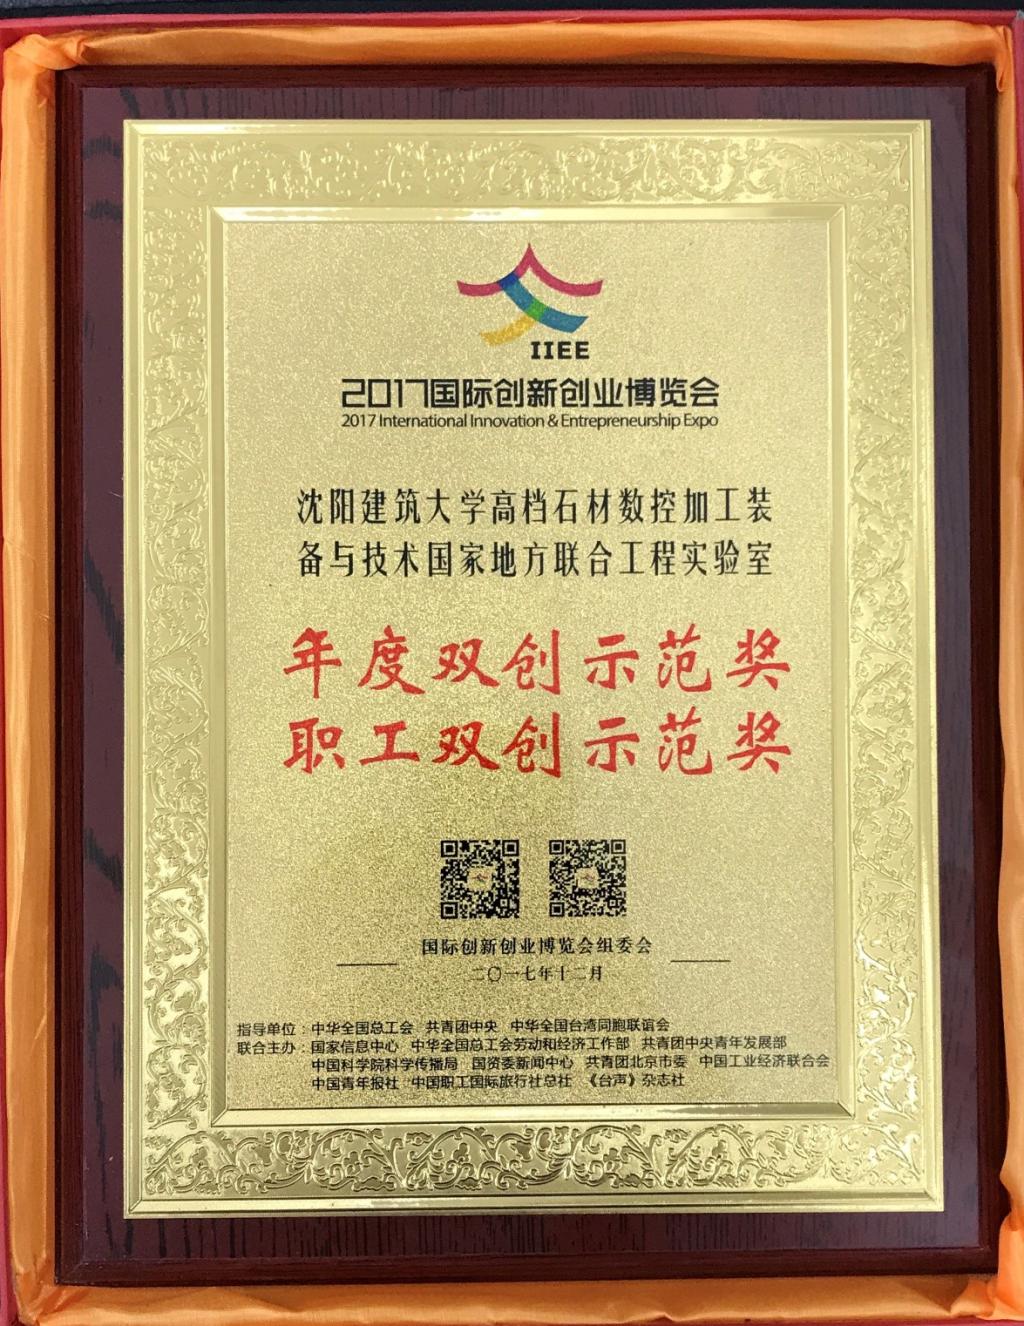 IIEE
2017国际创新创业博览会
2017 International Innovation & Entrepreneurship Expo
沈阳建筑大学高档石材数控加工装
备与技术国家地方联合工程实验室
年度双创示范奖
职工双创示范奖
国际创新创业博览会组委会
二〇一七年十二月
指导单位：中华全国总工会 共青团中央 中华全国台湾同胞联谊会
联合主办：国家信息中心 中华全国总工会劳动和经济工作部 共青团中央青年发展部
中国科学院科学传播局 国资委新闻中心 共青团北京市委 中国工业经济联合会
中国青年报社 中国职工国际旅行社总社 《台声》杂志社